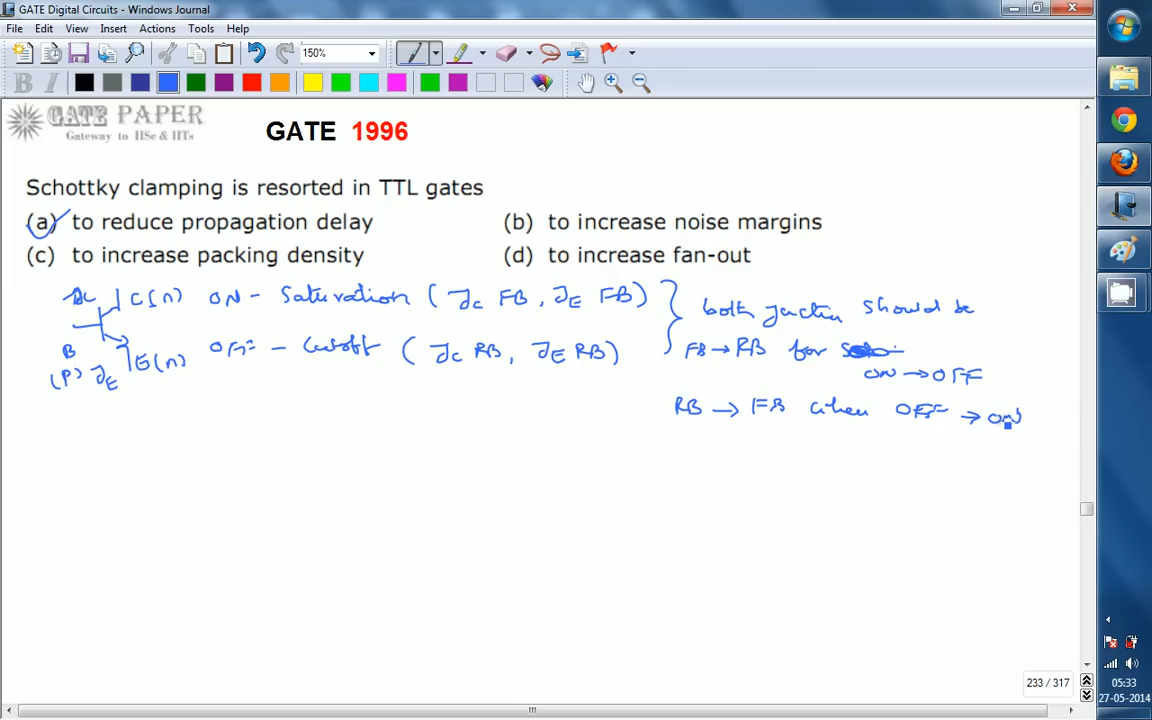 GATE Digital Circuits - Windows Journal
File Edit View Insert Actions Tools Help
150%
GATE PAPER
Gateway to IISc & IITs
GATE 1996
Schottky clamping is resorted in TTL gates
(a) to reduce propagation delay (b) to increase noise margins
(c) to increase packing density (d) to increase fan-out
C(n) ON - Saturation ( JC FB, JE FB)
both junction should be
B E(n) OFF - Cutoff ( JC RB, JE RB) FB → RB for
(P) JE ON → OFF
RB → FB when OFF → ON
233 / 317
05:33
27-05-2014